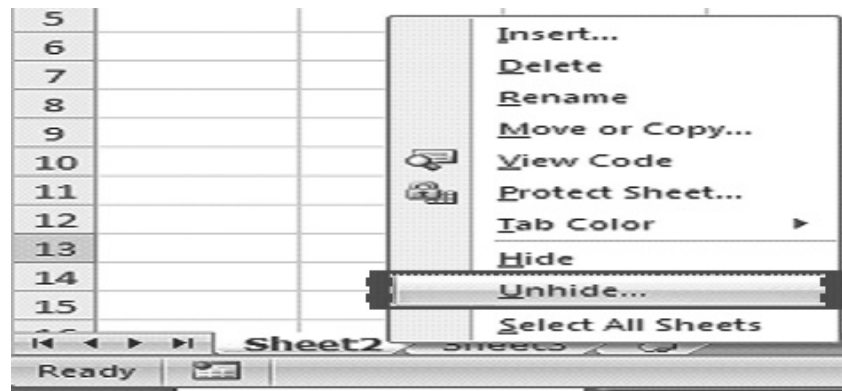 5
Insert...
6
Delete
7
Rename
8
Move or Copy...
9
View Code
10
Protect Sheet...
11
Tab Color
12
13
Hide
14
Unhide...
15
Select All Sheets
Sheet2
Sheet3
Ready